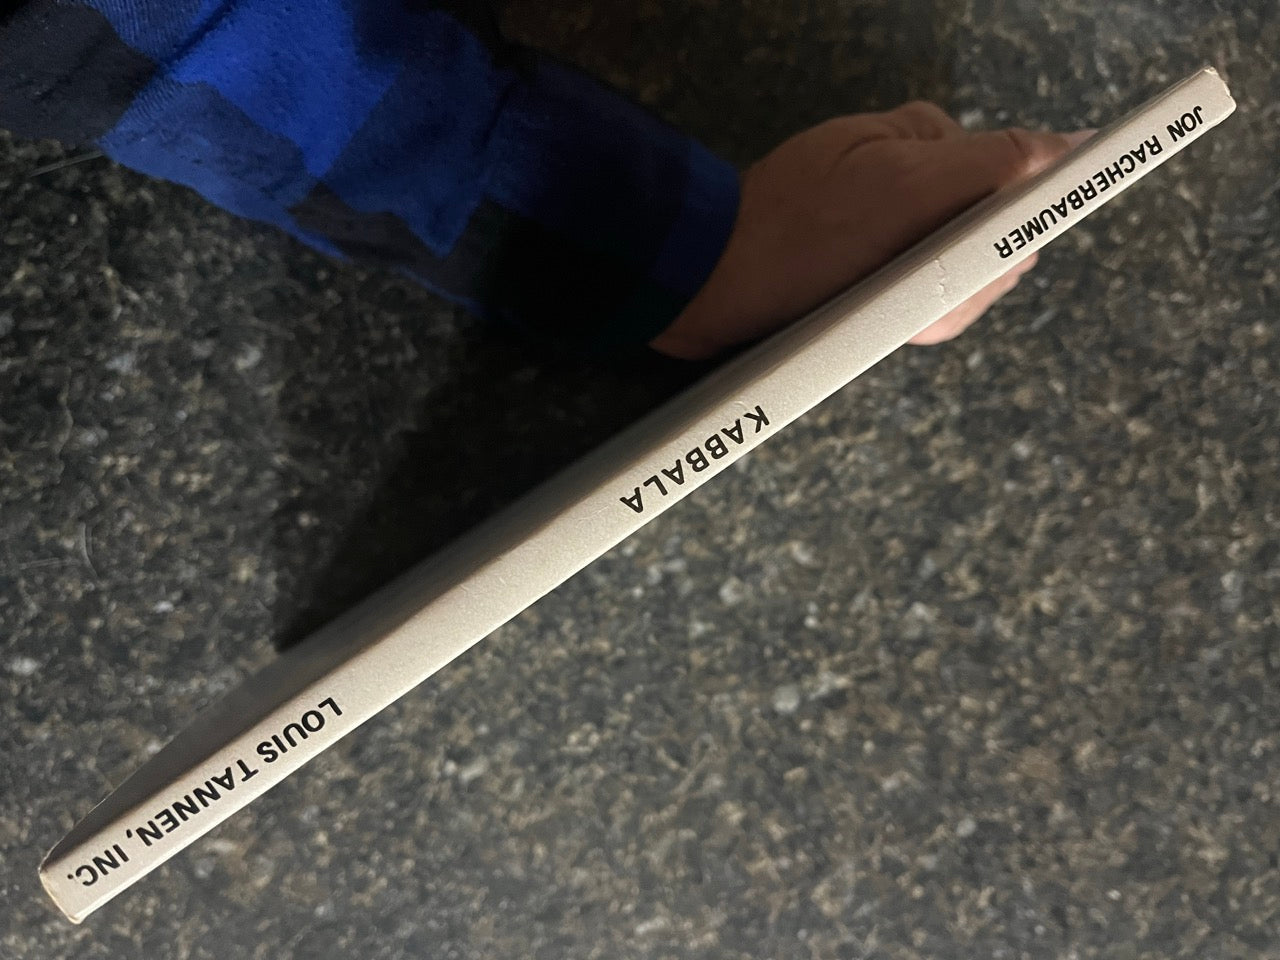 JON RACHERBAUMER
KABBALA
LOUIS TANNEN, INC.